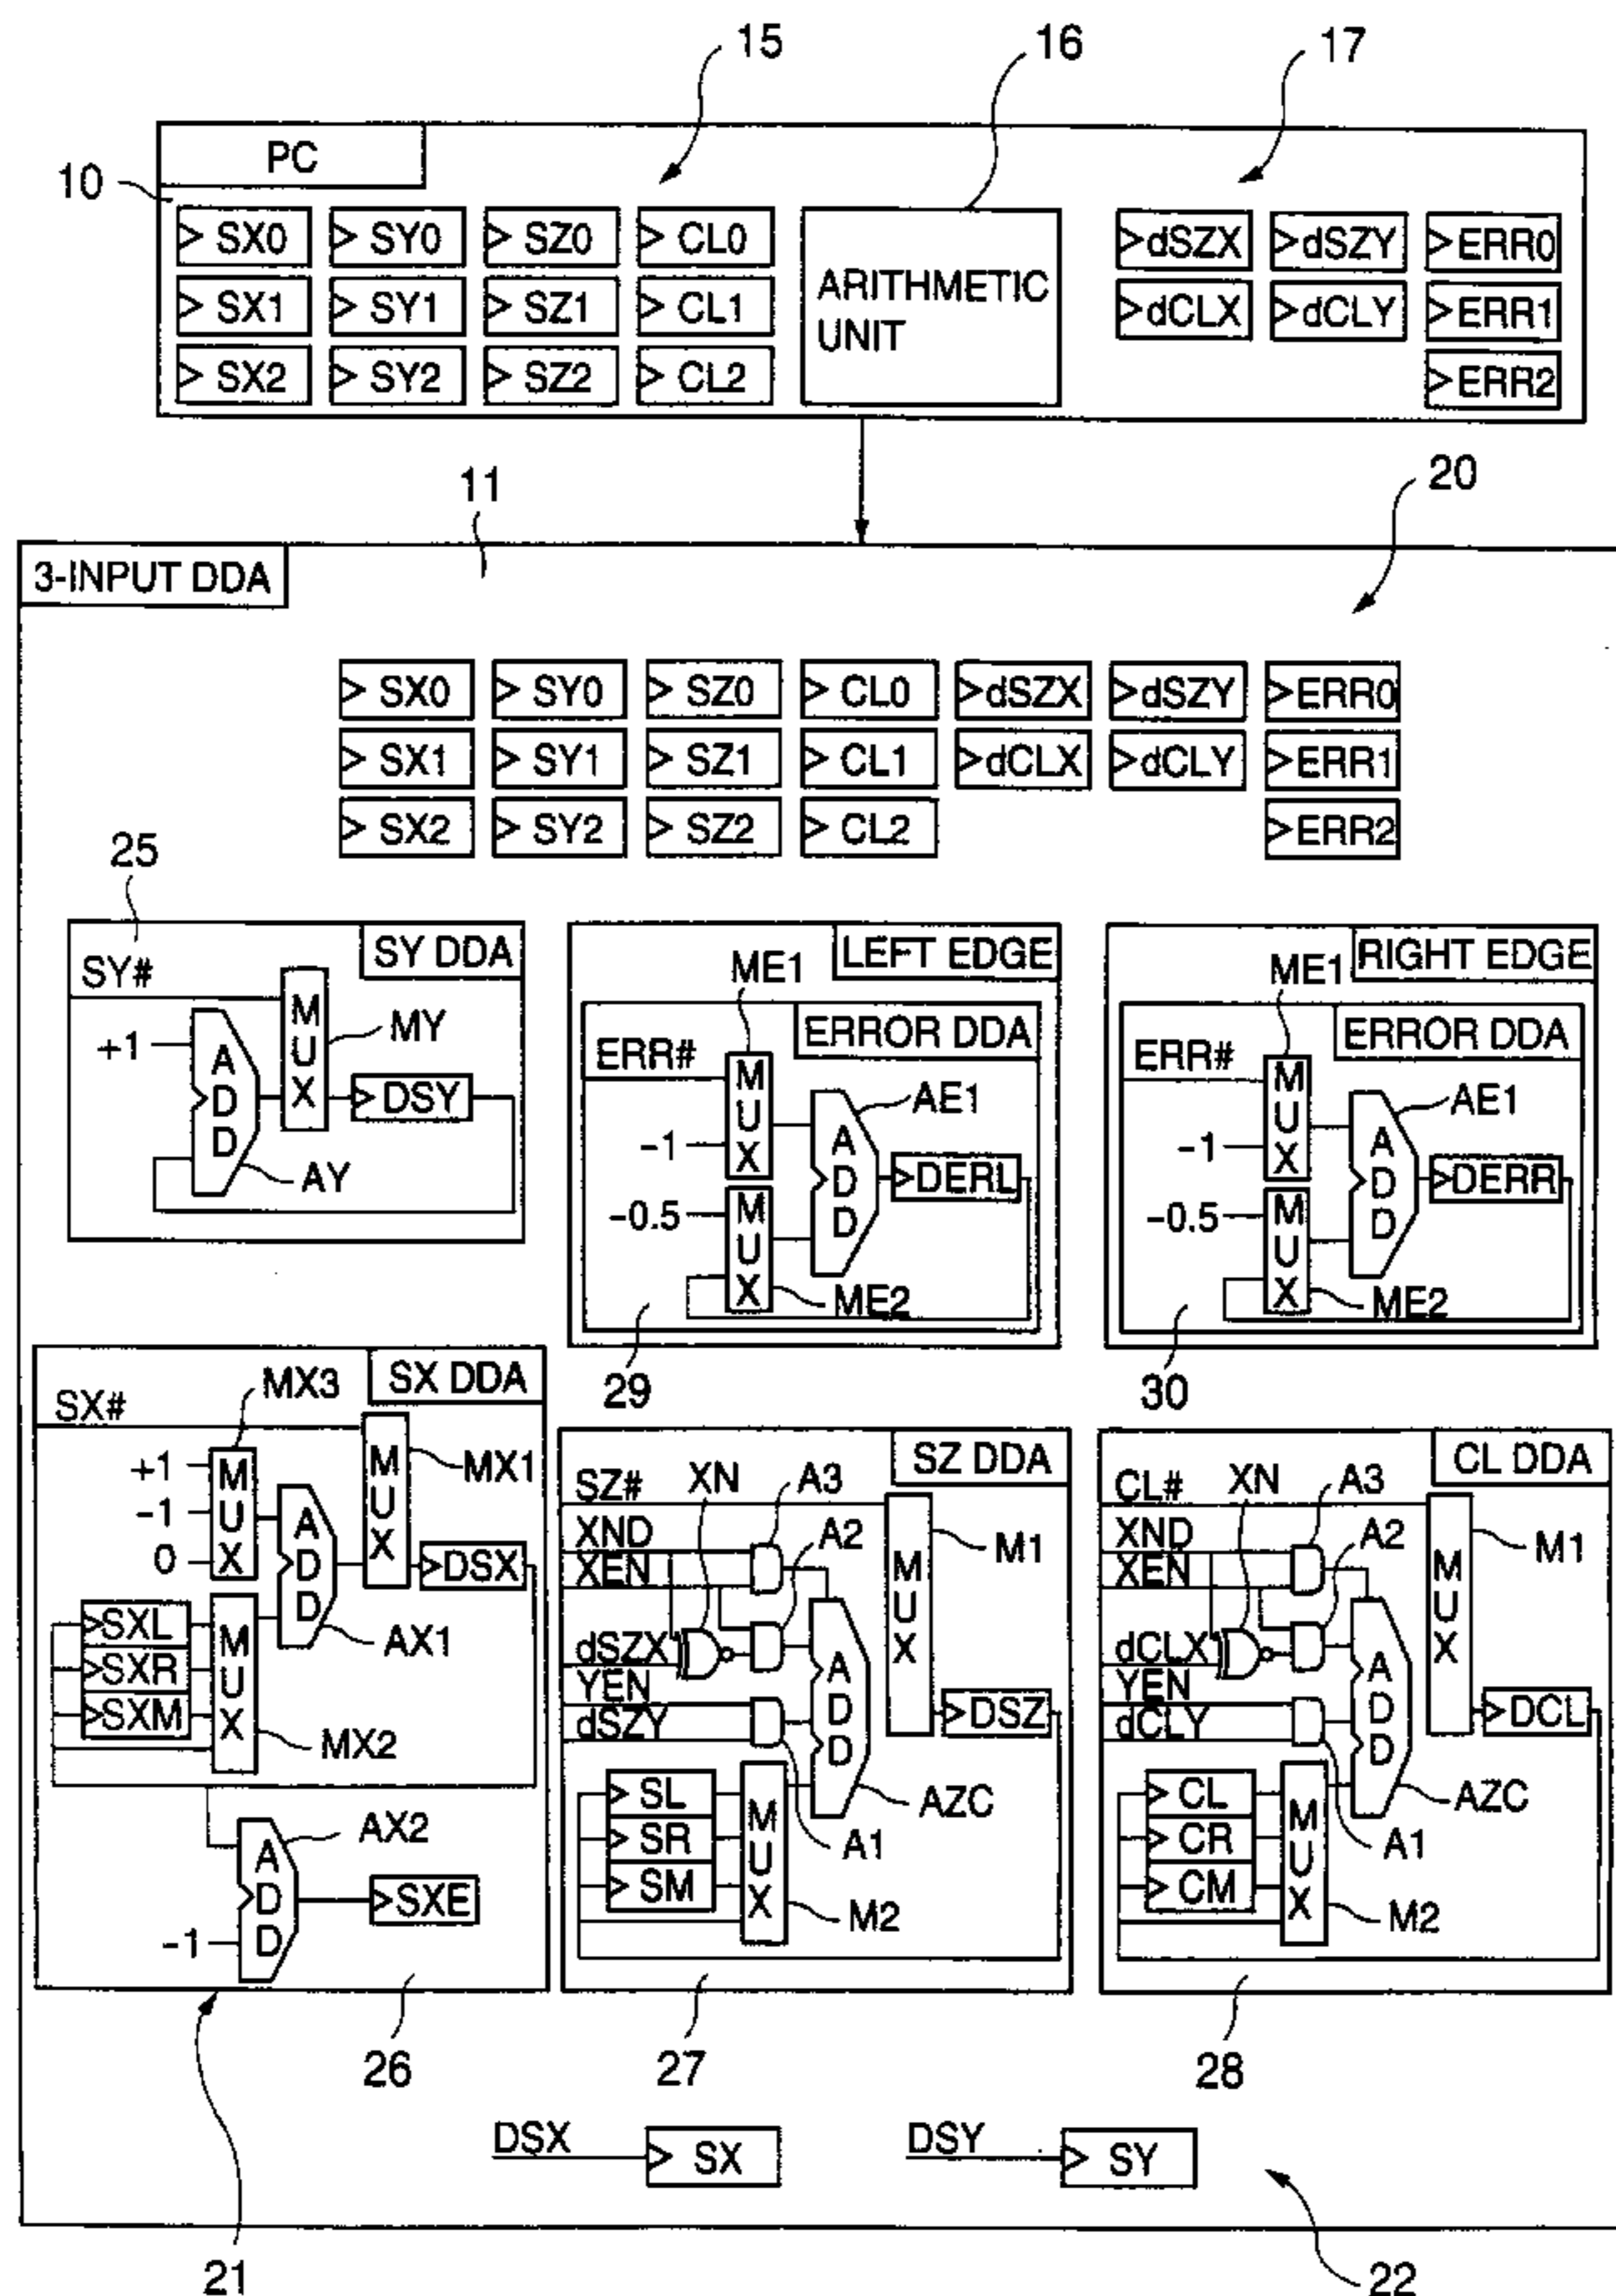 15
16
17
PC
10
SX0 SY0 SZ0 CL0
SX1 SY1 SZ1 CL1
SX2 SY2 SZ2 CL2
ARITHMETIC
UNIT
dSZX dSZY ERR0
dCLX dCLY ERR1
ERR2
11
20
3-INPUT DDA
SX0 SY0 SZ0 CL0 dSZX dSZY ERR0
SX1 SY1 SZ1 CL1 dCLX dCLY ERR1
SX2 SY2 SZ2 CL2 ERR2
25
SY DDA
SY#
MUX
MY
+1
ADD
DSY
AY
LEFT EDGE
ME1
ERROR DDA
ERR#
MUX
AE1
-1
ADD
DERL
-0.5
MUX
ME2
29
RIGHT EDGE
ME1
ERROR DDA
ERR#
MUX
AE1
-1
ADD
DERR
-0.5
MUX
ME2
30
SX DDA
MX3
SX#
+1
-1
0
MUX
ADD
MUX
MX1
DSX
SXL
SXR
SXM
MUX
AX1
MX2
AX2
ADD
SXE
-1
26
21
SZ DDA
SZ#
XN
A3
XND
XEN
A2
M1
MUX
dSZX
YEN
dSZY
ADD
DSZ
SL
SR
SM
MUX
AZC
A1
M2
27
CL DDA
CL#
XN
A3
XND
XEN
A2
M1
MUX
dCLX
YEN
dCLY
ADD
DCL
CL
CR
CM
MUX
AZC
A1
M2
28
DSX
SX
DSY
SY
22